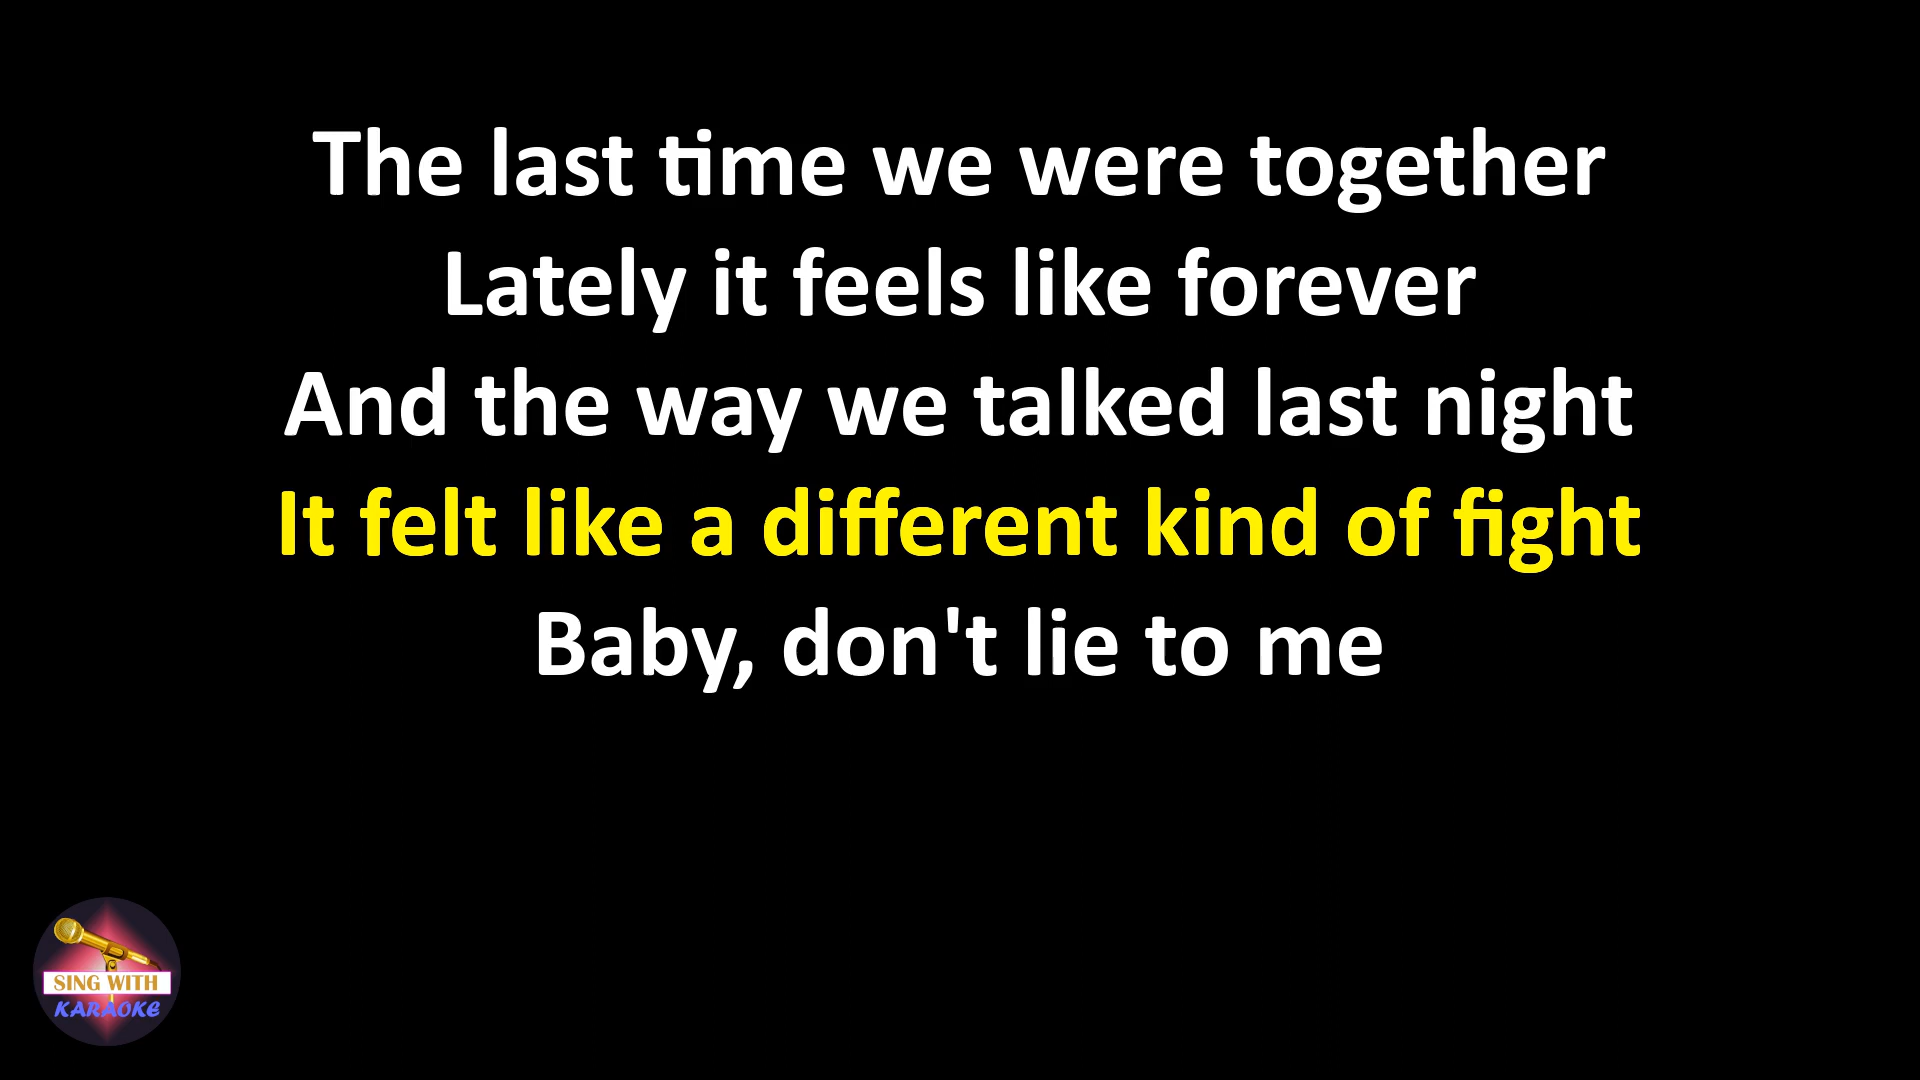 The last time we were together
Lately it feels like forever
And the way we talked last night
It felt like a different kind of fight
Baby, don't lie to me
SING WITH
KARAOKE